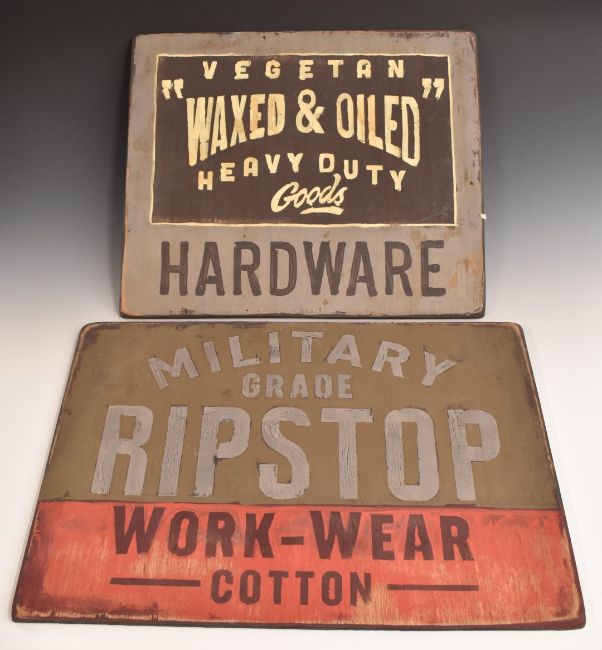 VEGETAN
"WAXED & OILED"
HEAVY DUTY
Goods
HARDWARE
MILITARY
GRADE
RIPSTOP
WORK-WEAR
COTTON